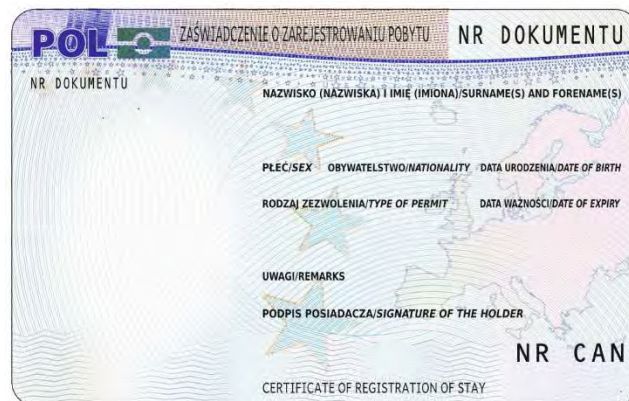 POL ZAŚWIADCZENIE O ZAREJESTROWANIU POBYTU NR DOKUMENTU
NR DOKUMENTU
NAZWISKO (NAZWISKA) I IMIĘ (IMIONA)/SURNAME(S) AND FORENAME(S)
PŁEĆ/SEX OBYWATELSTWO/NATIONALITY DATA URODZENIA/DATE OF BIRTH
RODZAJ ZEZWOLENIA/TYPE OF PERMIT DATA WAŻNOŚCI/DATE OF EXPIRY
UWAGI/REMARKS
PODPIS POSIADACZA/SIGNATURE OF THE HOLDER
NR CAN
CERTIFICATE OF REGISTRATION OF STAY